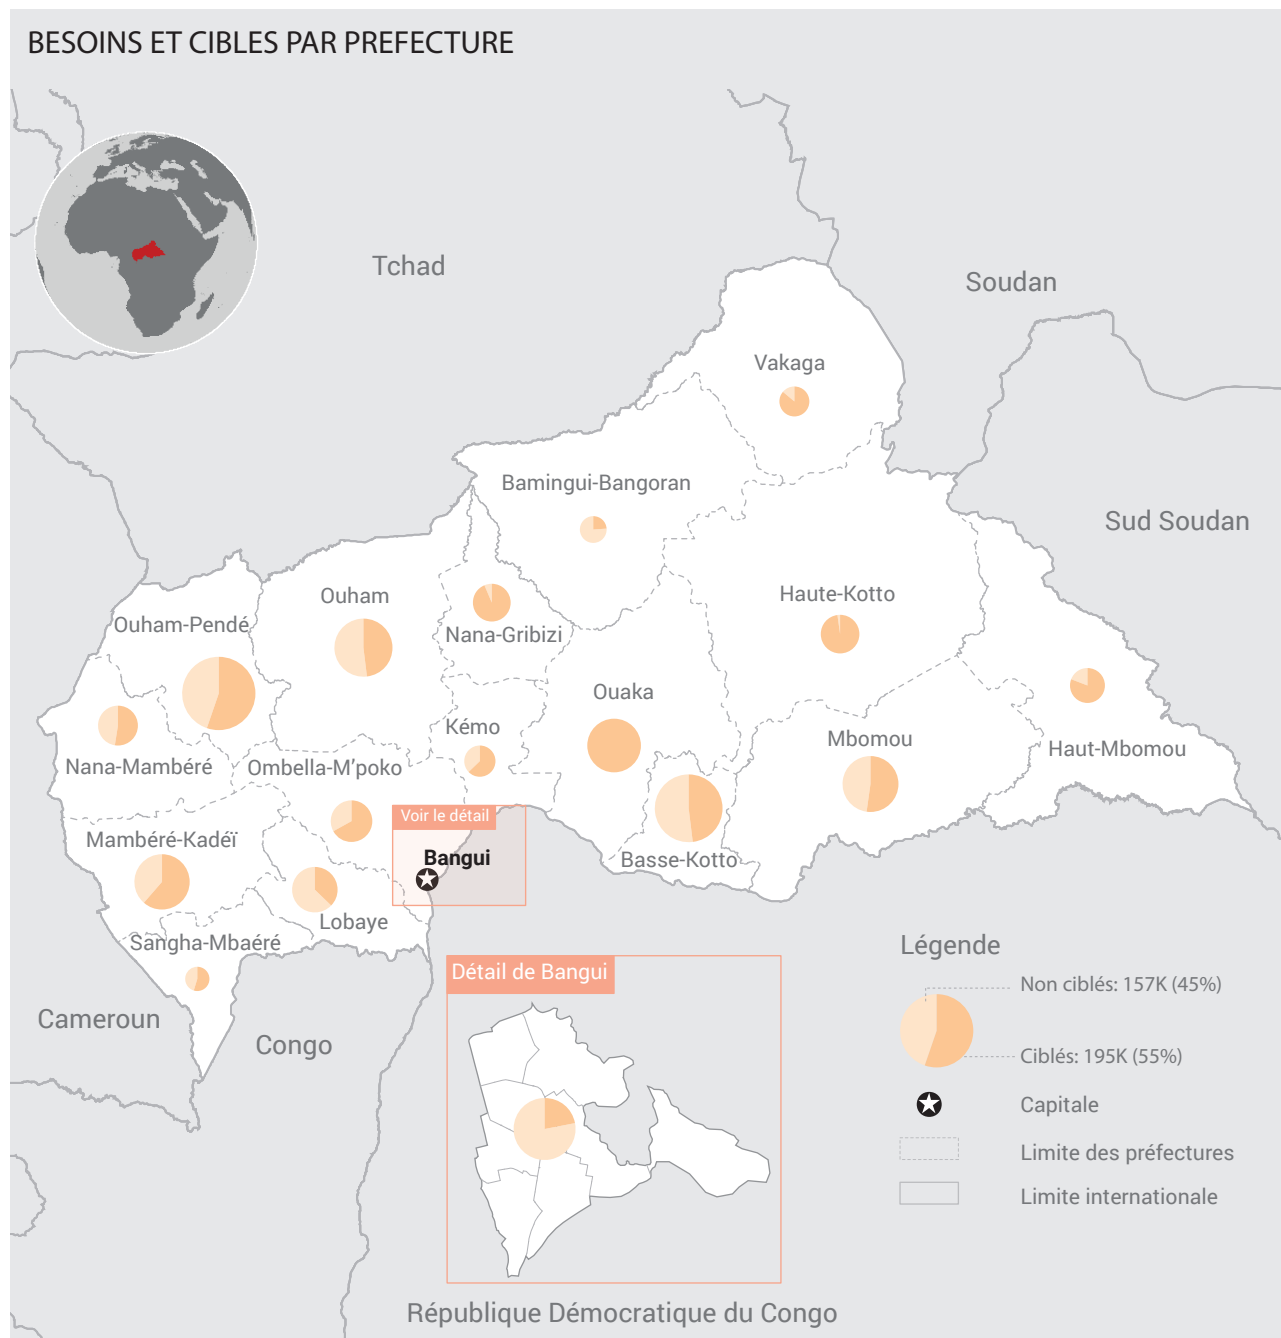 BESOINS ET CIBLES PAR PREFECTURE
Tchad
Soudan
Vakaga
Bamingui-Bangoran
Sud Soudan
Ouham
Haute-Kotto
Ouham-Pendé
Nana-Gribizi
Ouaka
Kémo
Mbomou
Haut-Mbomou
Nana-Mambéré
Ombella-M'poko
Voir le détail
Mambéré-Kadéï
Bangui
Basse-Kotto
Lobaye
Sangha-Mbaéré
Légende
Détail de Bangui
Non ciblés: 157K (45%)
Cameroun
Congo
Ciblés: 195K (55%)
Capitale
Limite des préfectures
Limite internationale
République Démocratique du Congo